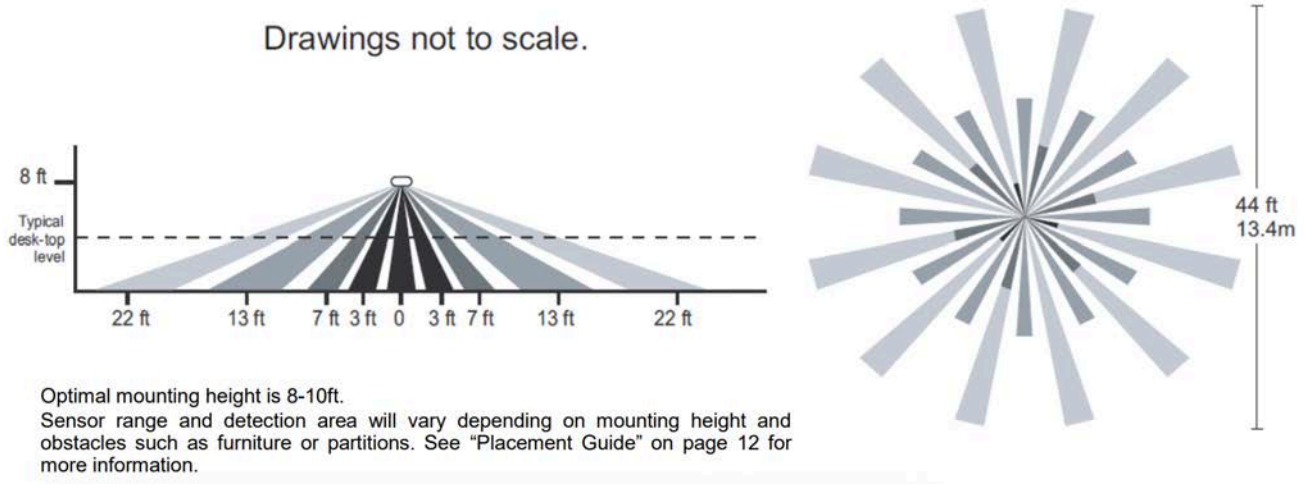 Drawings not to scale.
8 ft
Typical
desk-top
level
22 ft 13 ft 7 ft 3 ft 0 3 ft 7 ft 13 ft 22 ft
44 ft
13.4m
Optimal mounting height is 8-10ft.
Sensor range and detection area will vary depending on mounting height and
obstacles such as furniture or partitions. See “Placement Guide” on page 12 for
more information.